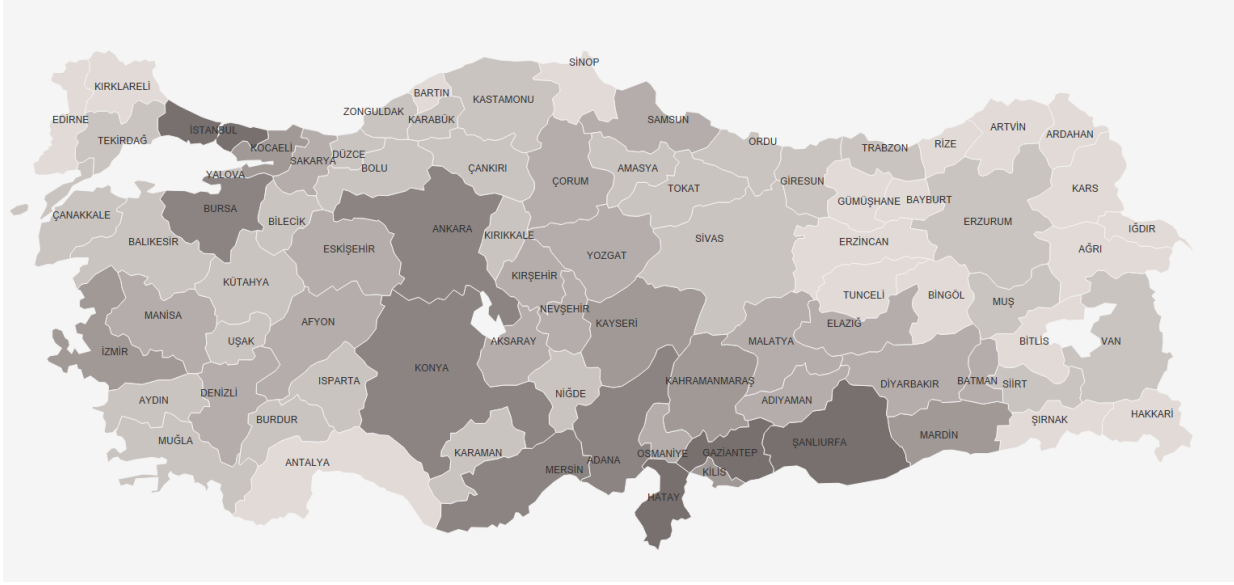 SİNOP
KIRKLARELİ
BARTIN
KASTAMONU
ZONGULDAK
KARABÜK
EDİRNE
İSTANBUL
SAMSUN
ARTVİN
ARDAHAN
TEKİRDAĞ
KOCAELİ
ORDU
TRABZON
RİZE
SAKARYA
DÜZCE
BOLU
ÇANKIRI
AMASYA
YALOVA
ÇORUM
TOKAT
GİRESUN
KARS
BURSA
GÜMÜŞHANE
BAYBURT
ÇANAKKALE
BİLECİK
ANKARA
KIRIKKALE
SİVAS
ERZURUM
IĞDIR
BALIKESİR
ESKİŞEHİR
YOZGAT
ERZİNCAN
AĞRI
KÜTAHYA
KIRŞEHİR
TUNCELİ
BİNGÖL
MUŞ
MANİSA
AFYON
NEVŞEHİR
KAYSERİ
ELAZIĞ
UŞAK
AKSARAY
MALATYA
BİTLİS
VAN
İZMİR
KONYA
ISPARTA
KAHRAMANMARAŞ
DİYARBAKIR
BATMAN
SİİRT
AYDIN
DENİZLİ
NİĞDE
ADIYAMAN
HAKKARİ
BURDUR
ŞIRNAK
MUĞLA
MARDİN
ŞANLIURFA
KARAMAN
OSMANİYE
GAZİANTEP
ANTALYA
MERSİN
ADANA
KİLİS
HATAY